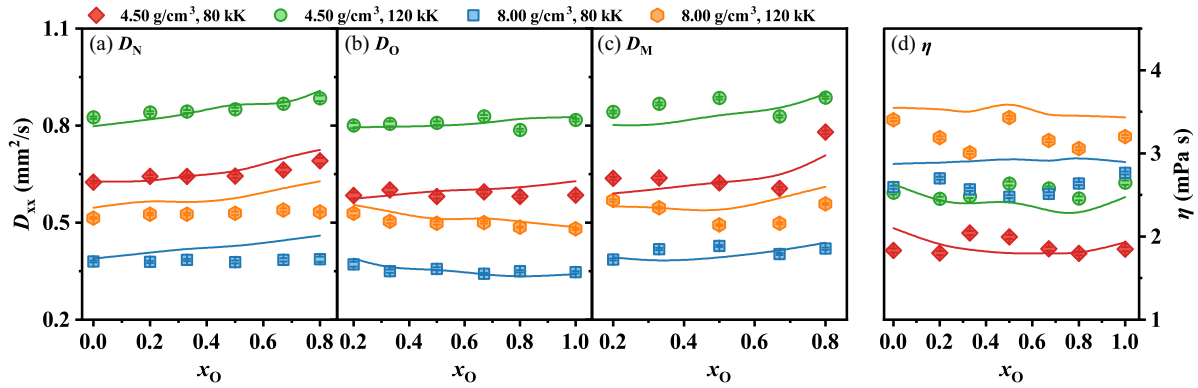 4.50 g/cm³, 80 kK 4.50 g/cm³, 120 kK 8.00 g/cm³, 80 kK 8.00 g/cm³, 120 kK
(a) D_N
(b) D_O
(c) D_M
(d) η
D_xx (mm²/s)
1.1
0.8
0.5
0.2
4
3
2
1
η (mPa s)
0.0 0.2 0.4 0.6 0.8
0.2 0.4 0.6 0.8 1.0
0.2 0.4 0.6 0.8
0.0 0.2 0.4 0.6 0.8 1.0
x_O x_O x_O x_O